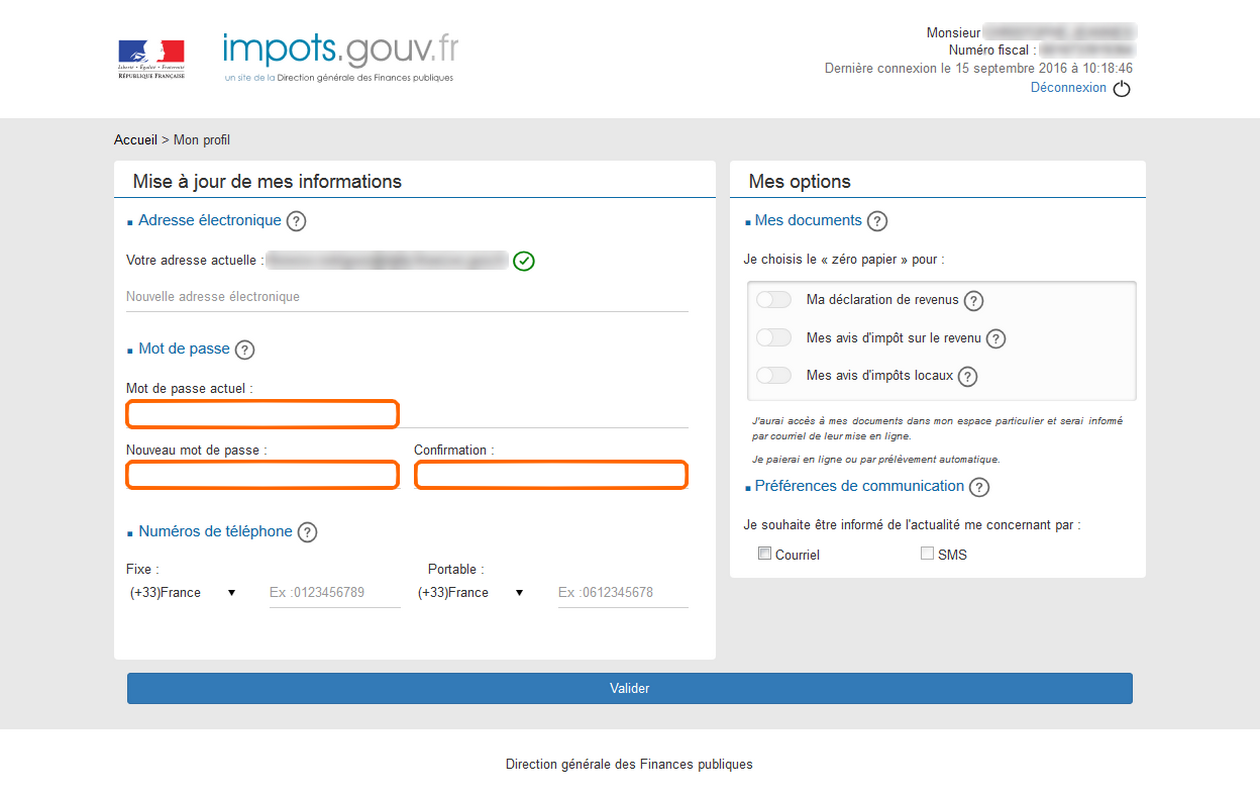 Liberté • Égalité • Fraternité
RÉPUBLIQUE FRANÇAISE
impots.gouv.fr
un site de la Direction générale des Finances publiques
Monsieur
Numéro fiscal :
Dernière connexion le 15 septembre 2016 à 10:18:46
Déconnexion
Accueil > Mon profil
Mise à jour de mes informations
Adresse électronique ?
Votre adresse actuelle :
Nouvelle adresse électronique
Mot de passe ?
Mot de passe actuel :
Nouveau mot de passe : Confirmation :
Numéros de téléphone ?
Fixe : Portable :
(+33)France Ex :0123456789 (+33)France Ex :0612345678
Mes options
Mes documents ?
Je choisis le « zéro papier » pour :
Ma déclaration de revenus ?
Mes avis d'impôt sur le revenu ?
Mes avis d'impôts locaux ?
J'aurai accès à mes documents dans mon espace particulier et serai informé
par courriel de leur mise en ligne.
Je paierai en ligne ou par prélèvement automatique.
Préférences de communication ?
Je souhaite être informé de l'actualité me concernant par :
Courriel SMS
Valider
Direction générale des Finances publiques